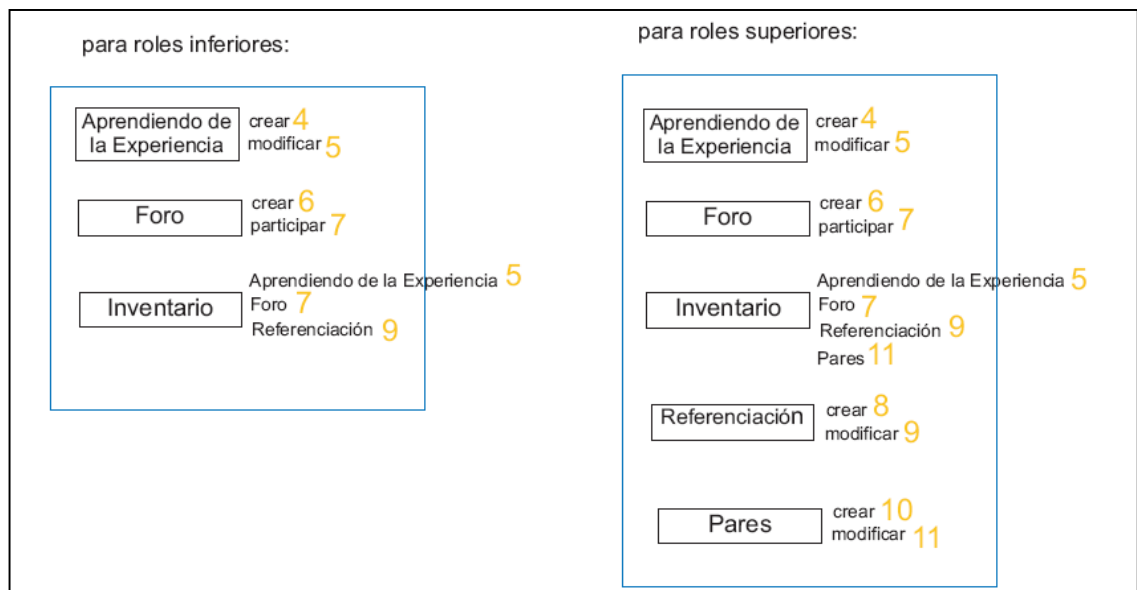 para roles inferiores:
Aprendiendo de
la Experiencia
crear 4
modificar 5
Foro
crear 6
participar 7
Inventario
Aprendiendo de la Experiencia 5
Foro 7
Referenciación 9
para roles superiores:
Aprendiendo de
la Experiencia
crear 4
modificar 5
Foro
crear 6
participar 7
Inventario
Aprendiendo de la Experiencia 5
Foro 7
Referenciación 9
Pares 11
Referenciación
crear 8
modificar 9
Pares
crear 10
modificar 11